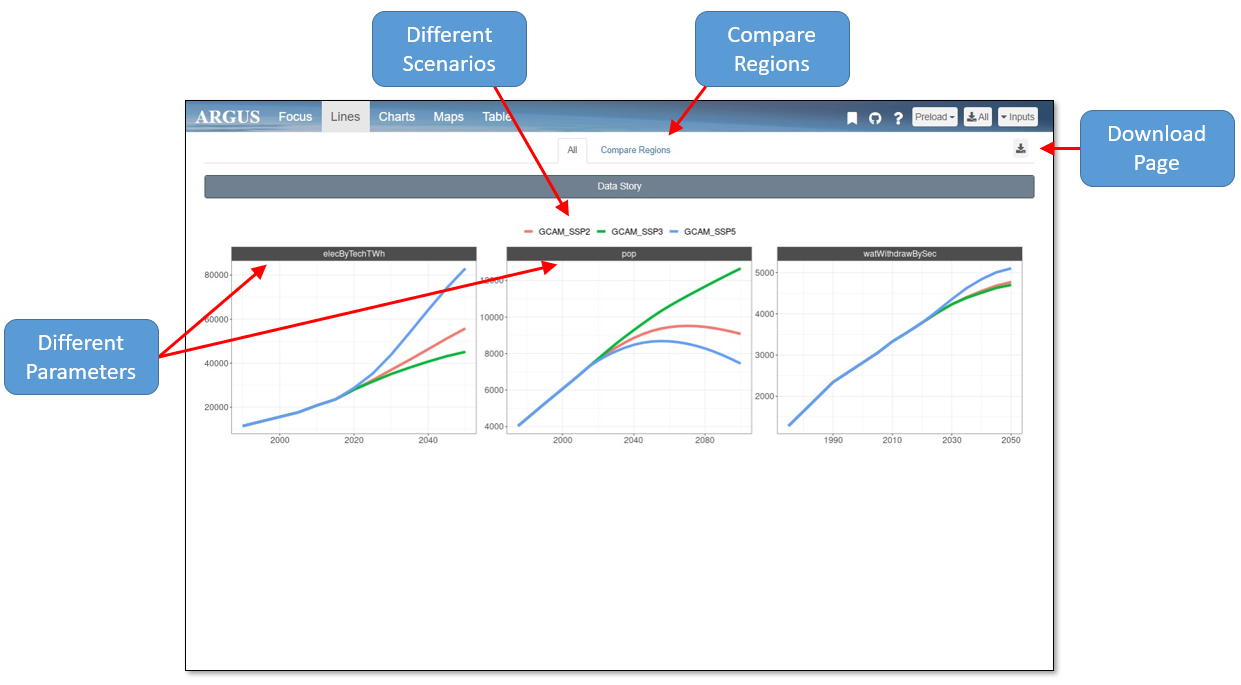 Different
Scenarios
Compare
Regions
Download
Page
Different
Parameters
ARGUS Focus Lines Charts Maps Table
? Preload All Inputs
All Compare Regions
Data Story
GCAM_SSP2 GCAM_SSP3 GCAM_SSP5
elecByTechTWh
80000
60000
40000
20000
2000 2020 2040
pop
12000
10000
8000
6000
4000
2000 2040 2080
watWithdrawBySec
5000
4000
3000
2000
1990 2010 2030 2050